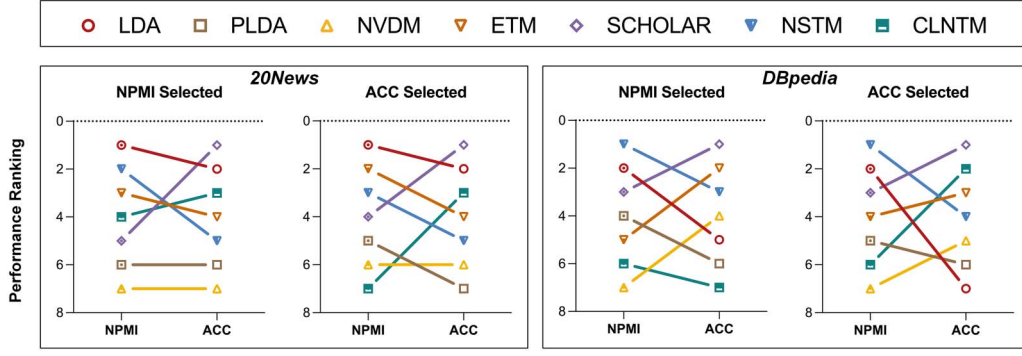 LDA PLDA NVDM ETM SCHOLAR NSTM CLNTM
20News
NPMI Selected ACC Selected
DBpedia
NPMI Selected ACC Selected
Performance Ranking
0 0 0 0
2 2 2 2
4 4 4 4
6 6 6 6
8 8 8 8
NPMI ACC NPMI ACC NPMI ACC NPMI ACC